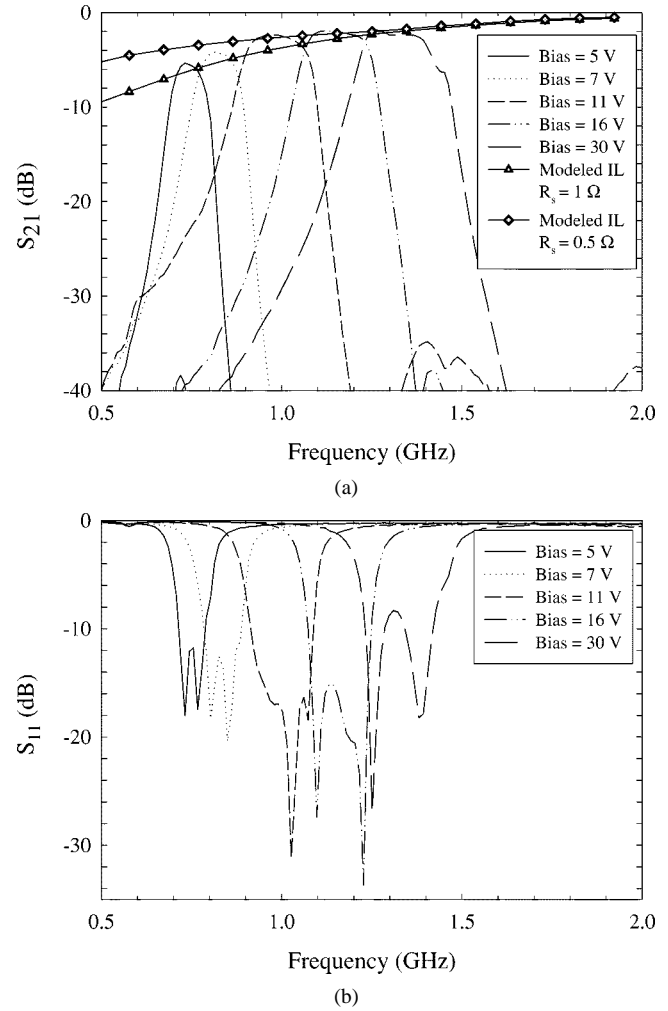 0
-10
-20
-30
-40
S21 (dB)
Bias = 5 V
Bias = 7 V
Bias = 11 V
Bias = 16 V
Bias = 30 V
Modeled IL
Rs = 1 Ω
Modeled IL
Rs = 0.5 Ω
0.5 1.0 1.5 2.0
Frequency (GHz)
(a)
0
-10
-20
-30
S11 (dB)
Bias = 5 V
Bias = 7 V
Bias = 11 V
Bias = 16 V
Bias = 30 V
0.5 1.0 1.5 2.0
Frequency (GHz)
(b)